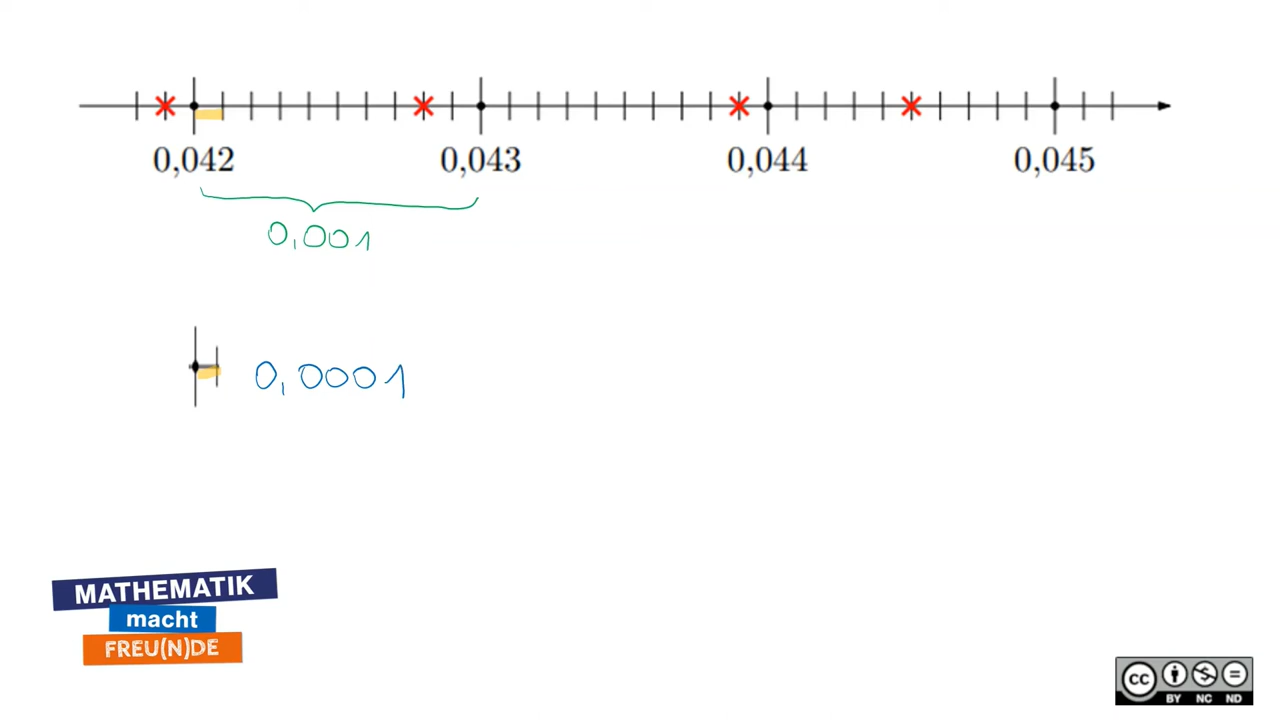 0,042 0,043 0,044 0,045
0,001
0,0001
MATHEMATIK
macht
FREU(N)DE
CC BY NC ND